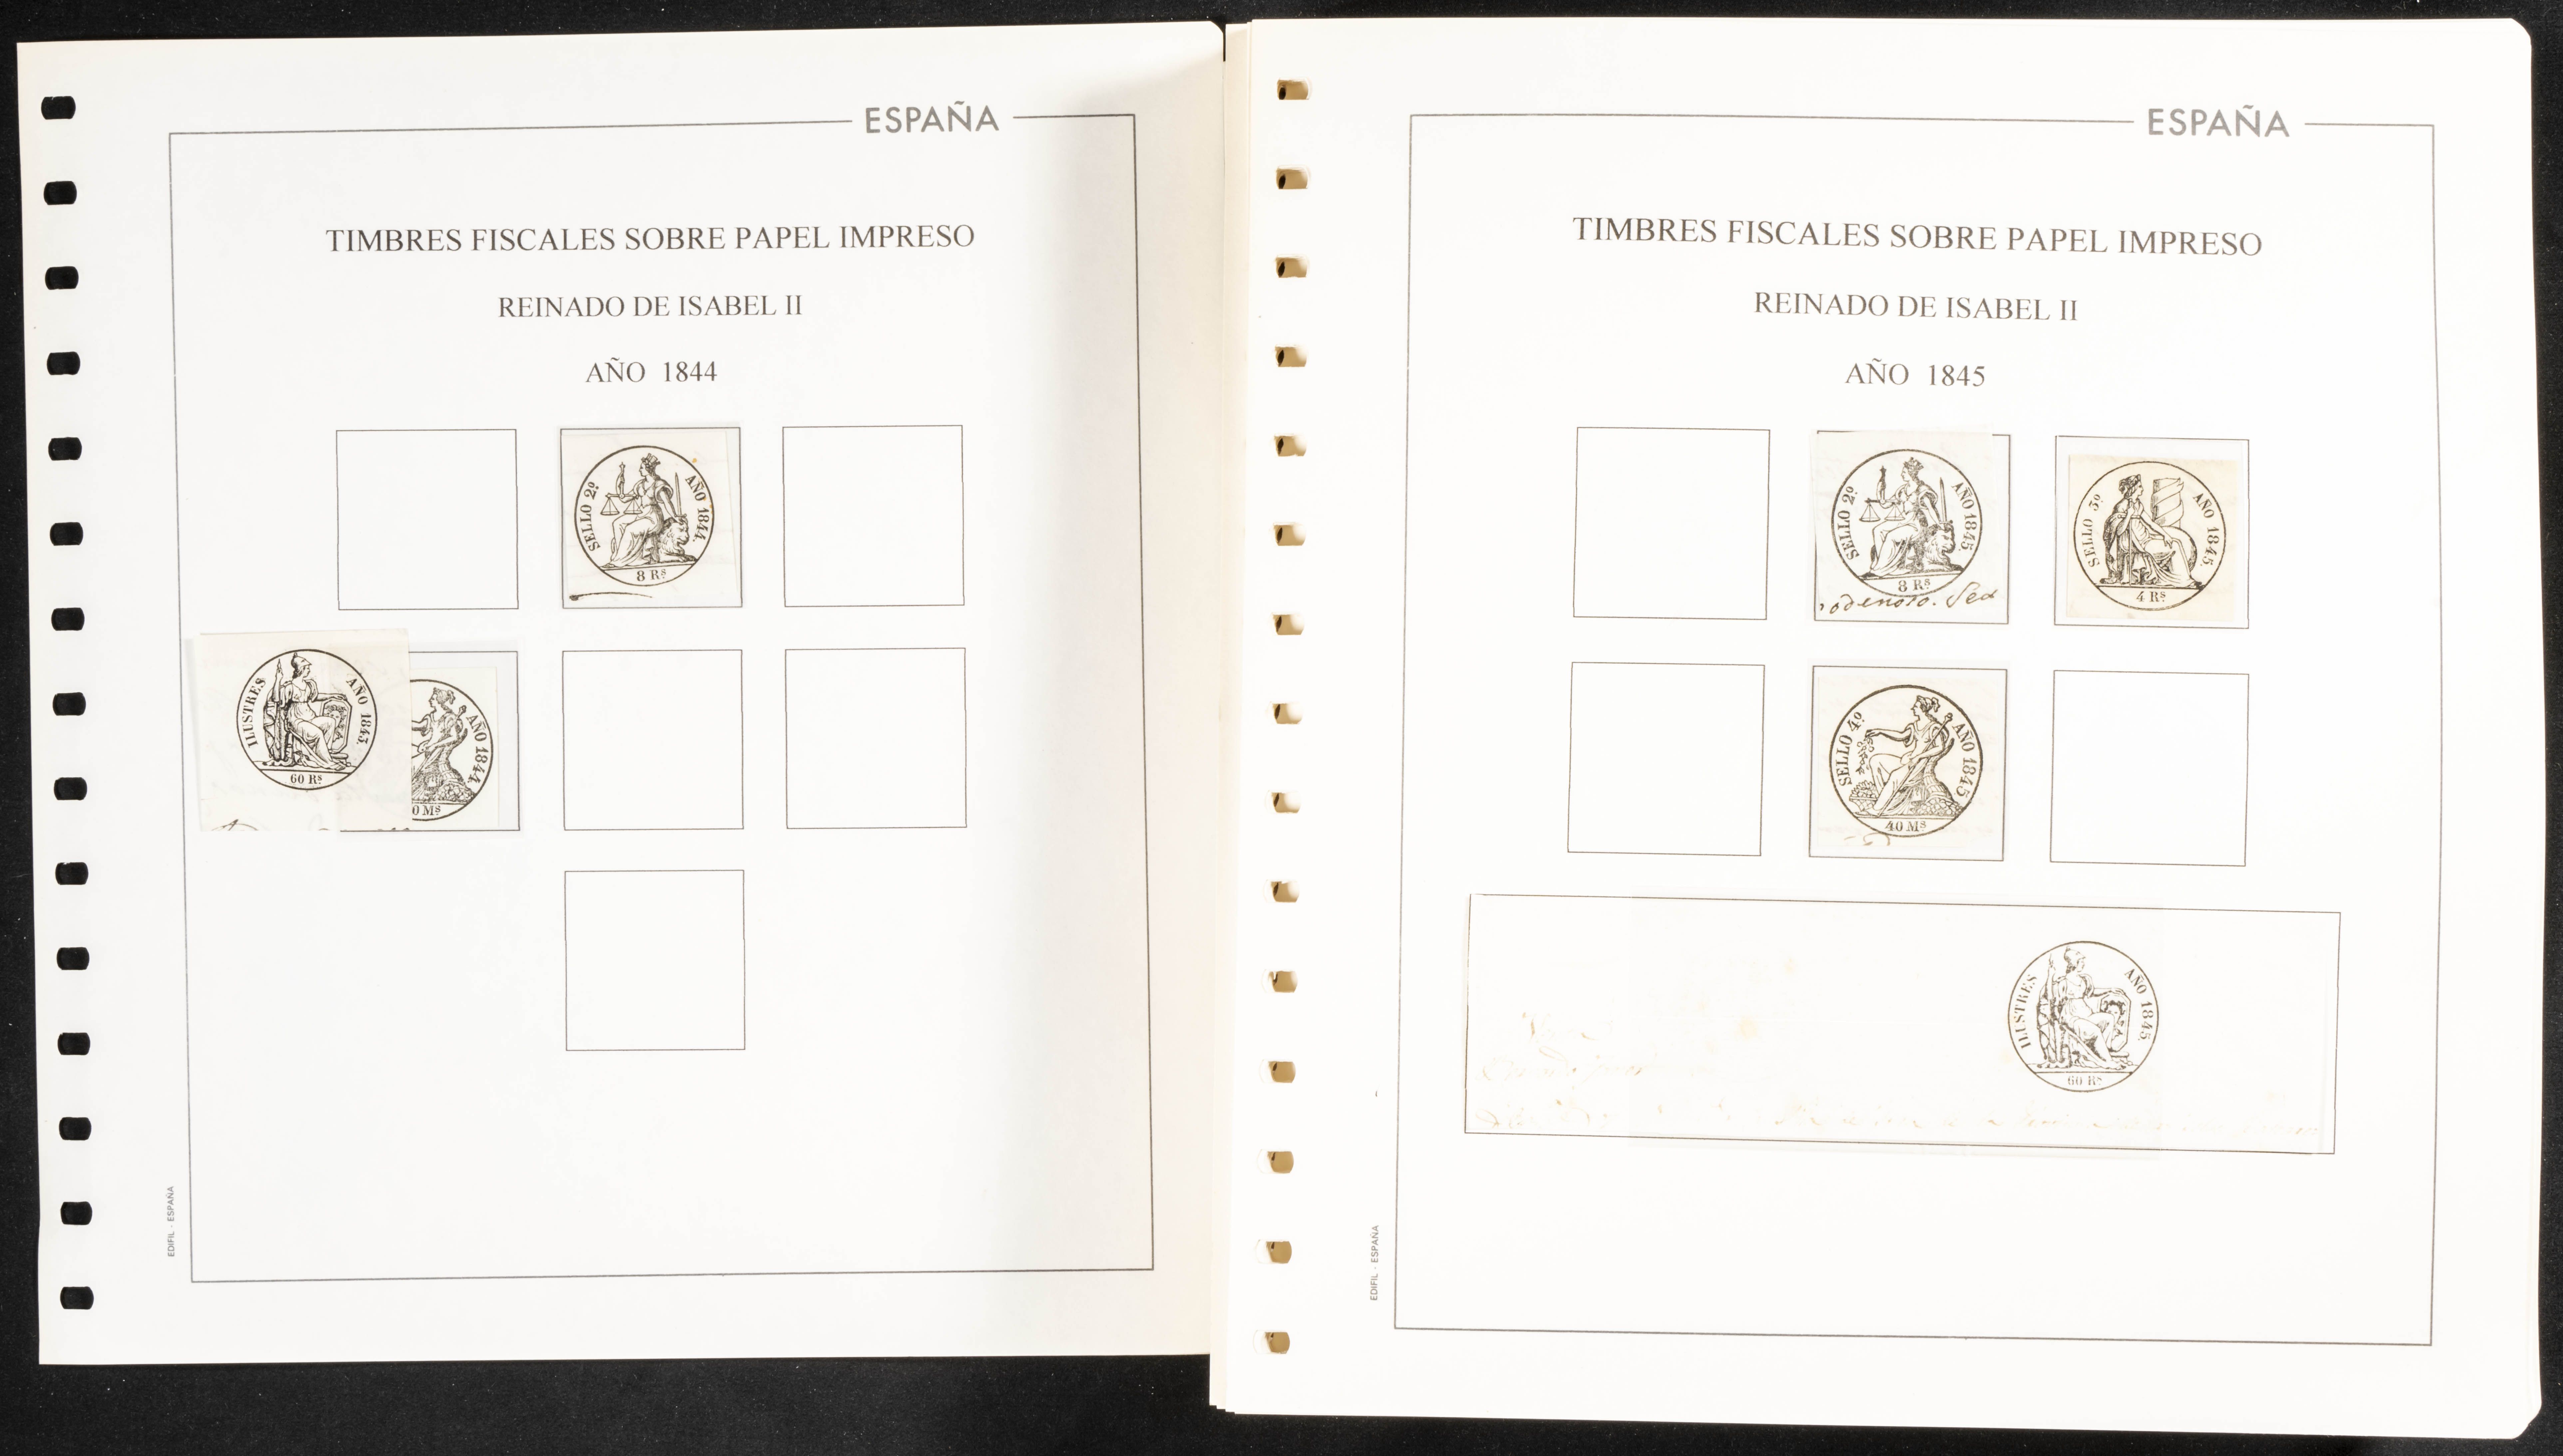 ESPAÑA
TIMBRES FISCALES SOBRE PAPEL IMPRESO
REINADO DE ISABEL II
AÑO 1844
SELLO 2º
AÑO 1844.
8 Rˢ
ILUSTRES
AÑO 1845.
60 Rˢ
AÑO 1844.
0 Mˢ
EDIFIL - ESPAÑA
ESPAÑA
TIMBRES FISCALES SOBRE PAPEL IMPRESO
REINADO DE ISABEL II
AÑO 1845
SELLO 2º
AÑO 1845.
8 Rˢ
SELLO 3º
AÑO 1845.
4 Rˢ
SELLO 4º
AÑO 1845
40 Mˢ
ILUSTRES
AÑO 1845.
60 Rˢ
EDIFIL - ESPAÑA